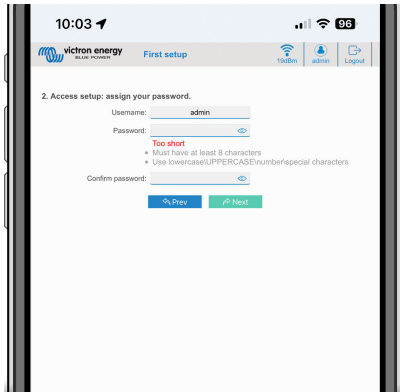 10:03
96
victron energy
BLUE POWER
First setup
19dBm
admin
Logout
2. Access setup: assign your password.
Username:
admin
Password:
Too short
Must have at least 8 characters
Use lowercase\UPPERCASE\number\special characters
Confirm password:
Prev
Next